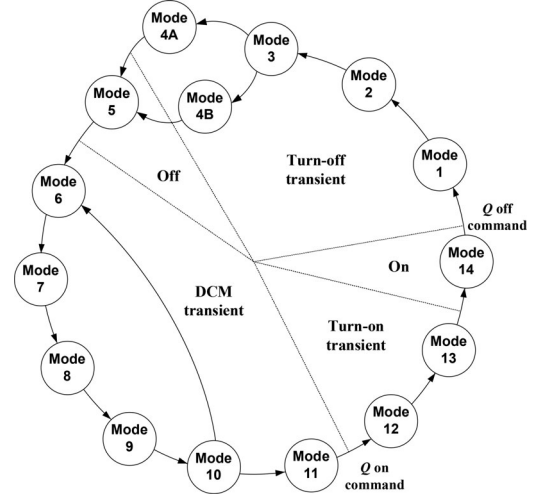 Mode
4A
Mode
3
Mode
2
Mode
5
Mode
4B
Mode
1
Turn-off
transient
Off
Mode
6
Q off
command
Mode
14
On
Mode
7
DCM
transient
Turn-on
transient
Mode
13
Mode
8
Mode
12
Mode
9
Mode
10
Mode
11
Q on
command